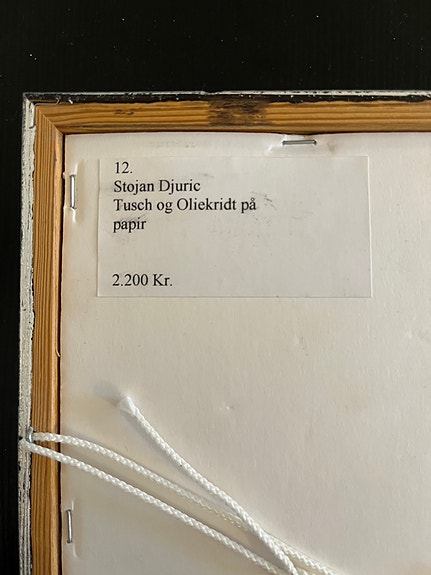 12.
Stojan Djuric
Tusch og Oliekridt på
papir
2.200 Kr.